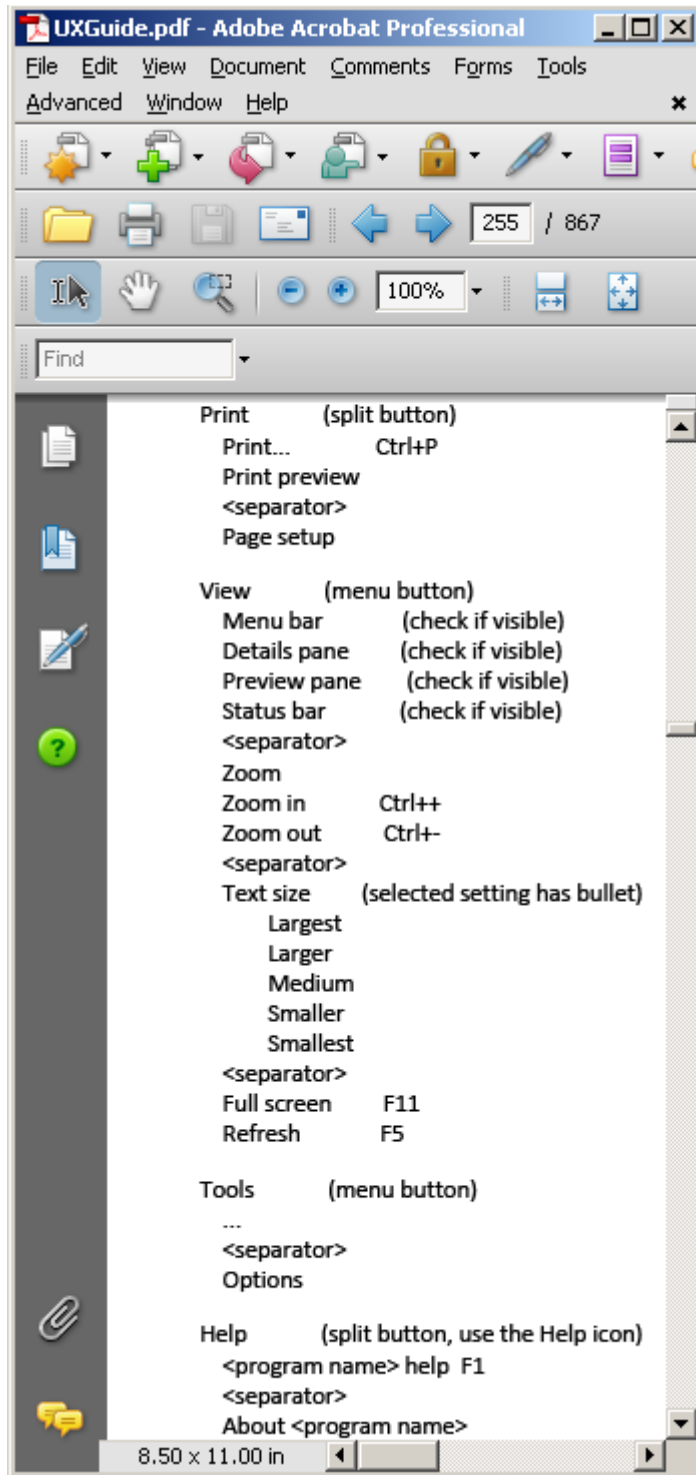 UXGuide.pdf - Adobe Acrobat Professional
File Edit View Document Comments Forms Tools
Advanced Window Help
255 / 867
100%
Find
Print (split button)
Print... Ctrl+P
Print preview
<separator>
Page setup
View (menu button)
Menu bar (check if visible)
Details pane (check if visible)
Preview pane (check if visible)
Status bar (check if visible)
<separator>
Zoom
Zoom in Ctrl++
Zoom out Ctrl+-
<separator>
Text size (selected setting has bullet)
Largest
Larger
Medium
Smaller
Smallest
<separator>
Full screen F11
Refresh F5
Tools (menu button)
...
<separator>
Options
Help (split button, use the Help icon)
<program name> help F1
<separator>
About <program name>
8.50 x 11.00 in